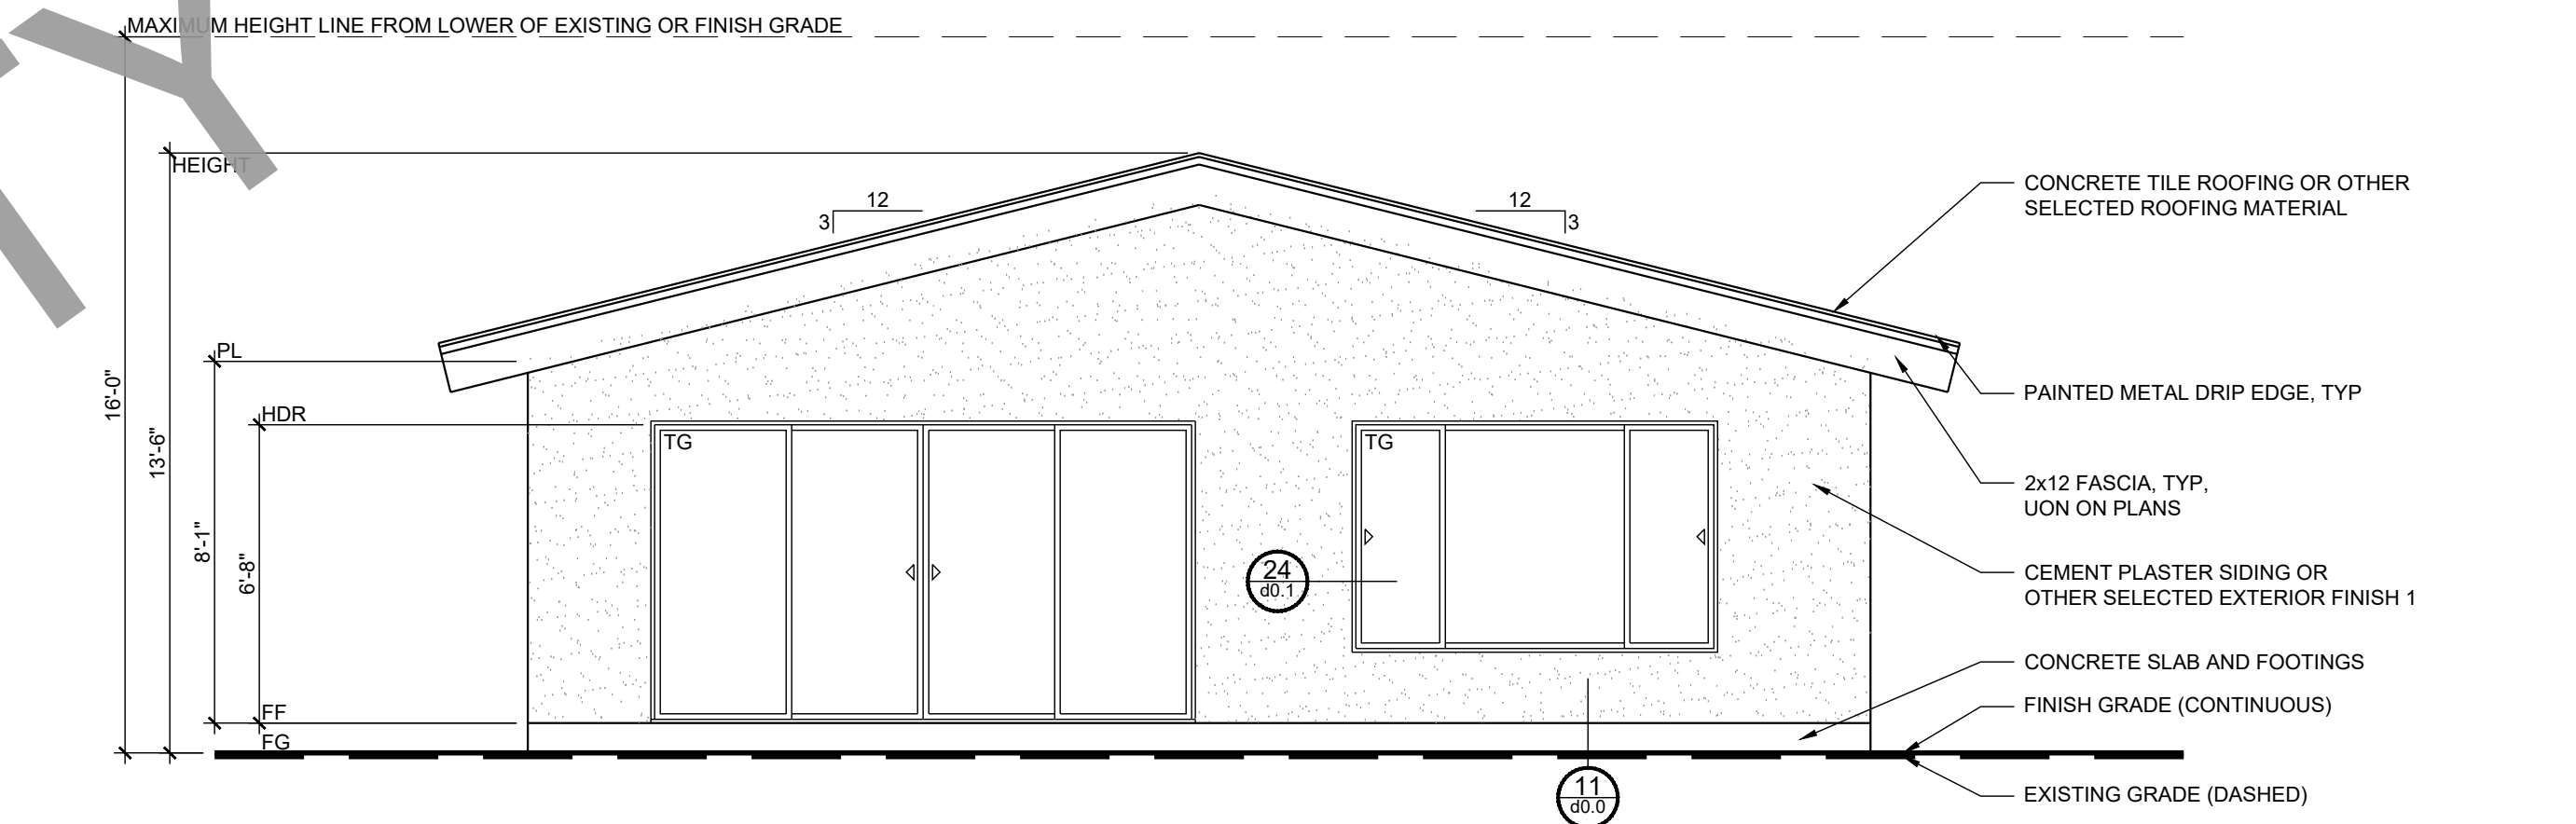 MAXIMUM HEIGHT LINE FROM LOWER OF EXISTING OR FINISH GRADE
HEIGHT
12
3
12
3
CONCRETE TILE ROOFING OR OTHER
SELECTED ROOFING MATERIAL
PL
16'-0"
13'-6"
8'-1"
6'-8"
HDR
TG
TG
PAINTED METAL DRIP EDGE, TYP
2x12 FASCIA, TYP,
UON ON PLANS
24
d0.1
CEMENT PLASTER SIDING OR
OTHER SELECTED EXTERIOR FINISH 1
CONCRETE SLAB AND FOOTINGS
FF
FG
FINISH GRADE (CONTINUOUS)
11
d0.0
EXISTING GRADE (DASHED)